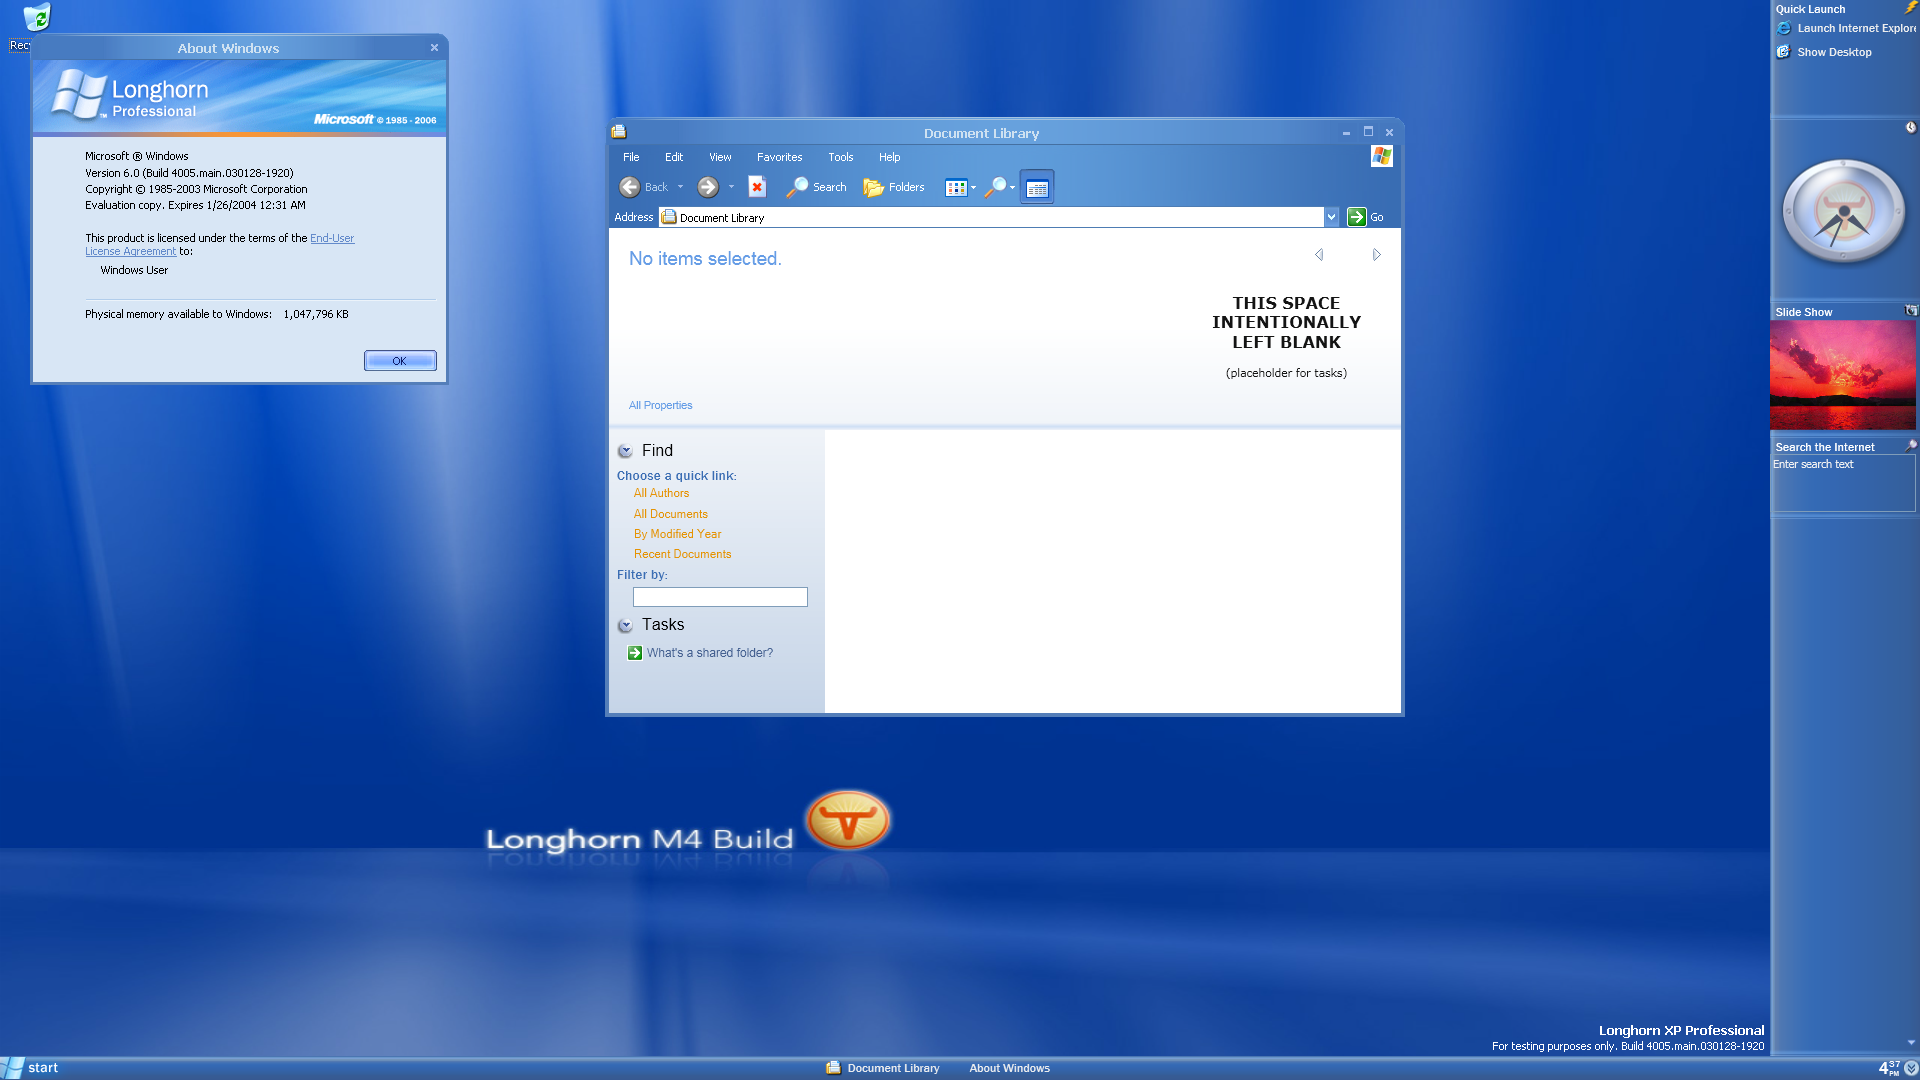 About Windows
Longhorn
Professional
Microsoft © 1985 - 2006
Microsoft ® Windows
Version 6.0 (Build 4005.main.030128-1920)
Copyright © 1985-2003 Microsoft Corporation
Evaluation copy. Expires 1/26/2004 12:31 AM
This product is licensed under the terms of the End-User
License Agreement to:
Windows User
Physical memory available to Windows: 1,047,796 KB
OK
Document Library
File Edit View Favorites Tools Help
Back Search Folders
Address Document Library Go
No items selected.
THIS SPACE
INTENTIONALLY
LEFT BLANK
(placeholder for tasks)
All Properties
Find
Choose a quick link:
All Authors
All Documents
By Modified Year
Recent Documents
Filter by:
Tasks
What's a shared folder?
Quick Launch
Launch Internet Explore
Show Desktop
Slide Show
Search the Internet
Enter search text
Longhorn M4 Build
Longhorn XP Professional
For testing purposes only. Build 4005.main.030128-1920
start
Document Library
About Windows
4 37 PM